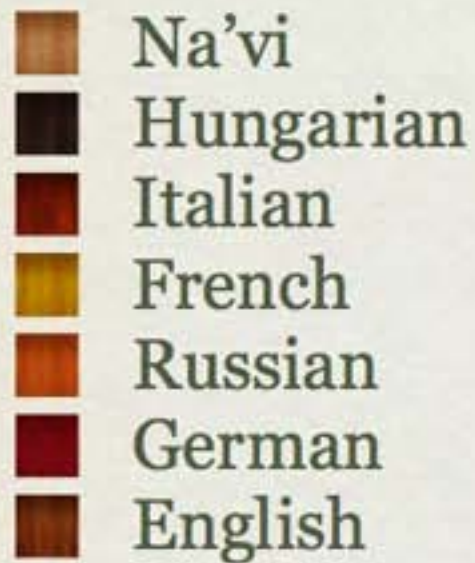 Na’vi
Hungarian
Italian
French
Russian
German
English